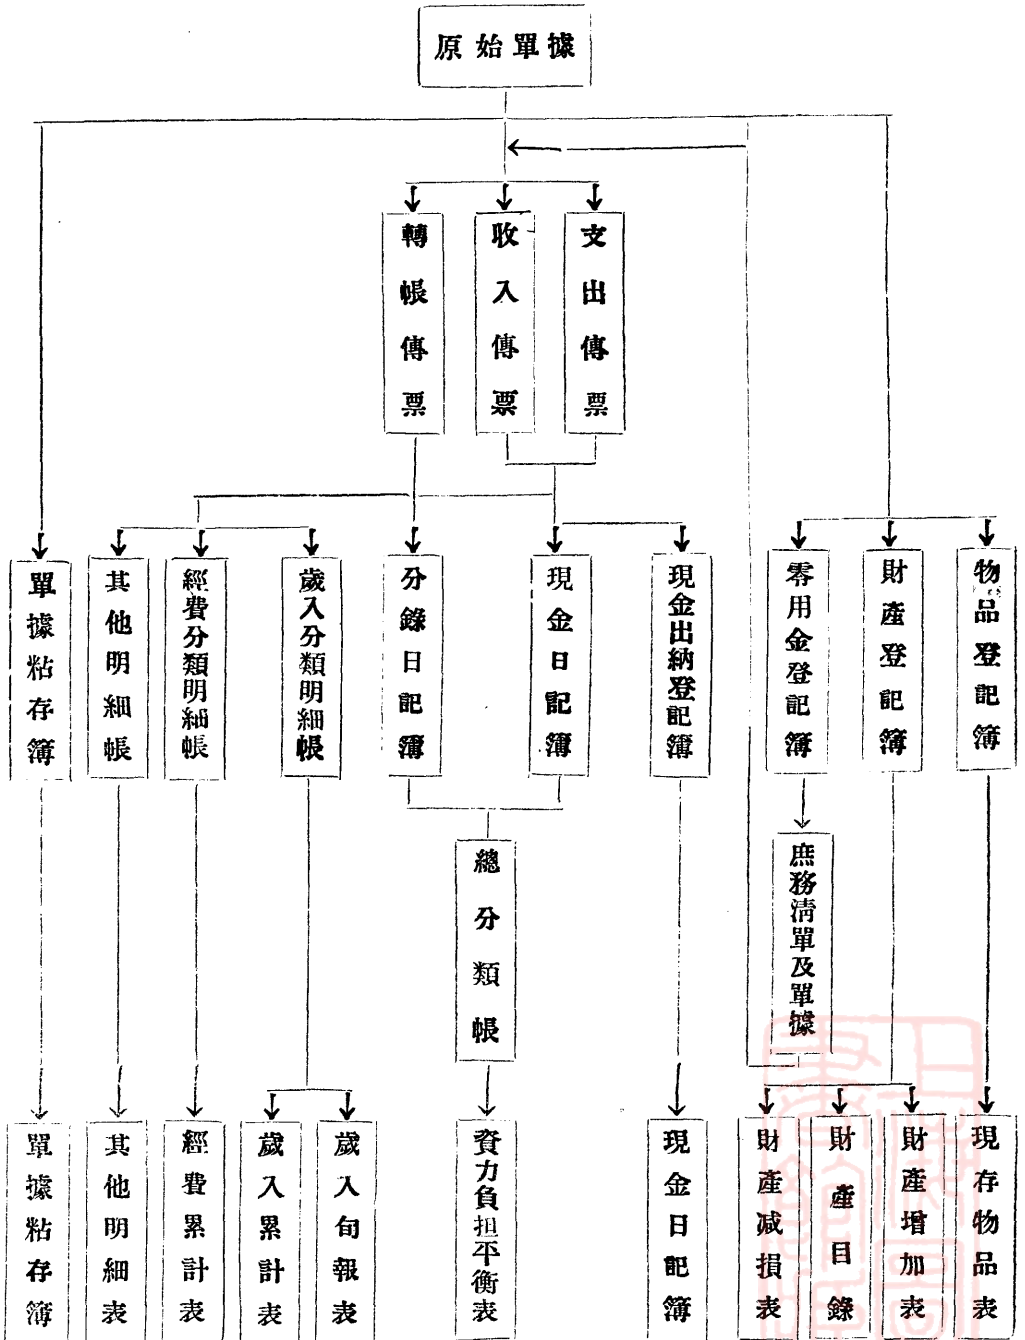 原始單據
支出傳票
收入傳票
轉帳傳票
物品登記簿
財產登記簿
零用金登記簿
現金出納登記簿
現金日記簿
分錄日記簿
歲入分類明細帳
經費分類明細帳
其他明細帳
單據粘存簿
庶務清單及單據
總分類帳
現存物品表
財產增加表
財產目錄
財產減損表
現金日記簿
資力負担平衡表
歲入旬報表
歲入累計表
經費累計表
其他明細表
單據粘存簿